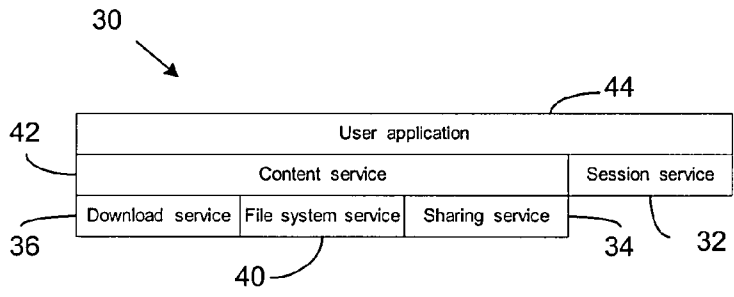 30
44
42
User application
Content service
Session service
Download service
File system service
Sharing service
36
40
34
32